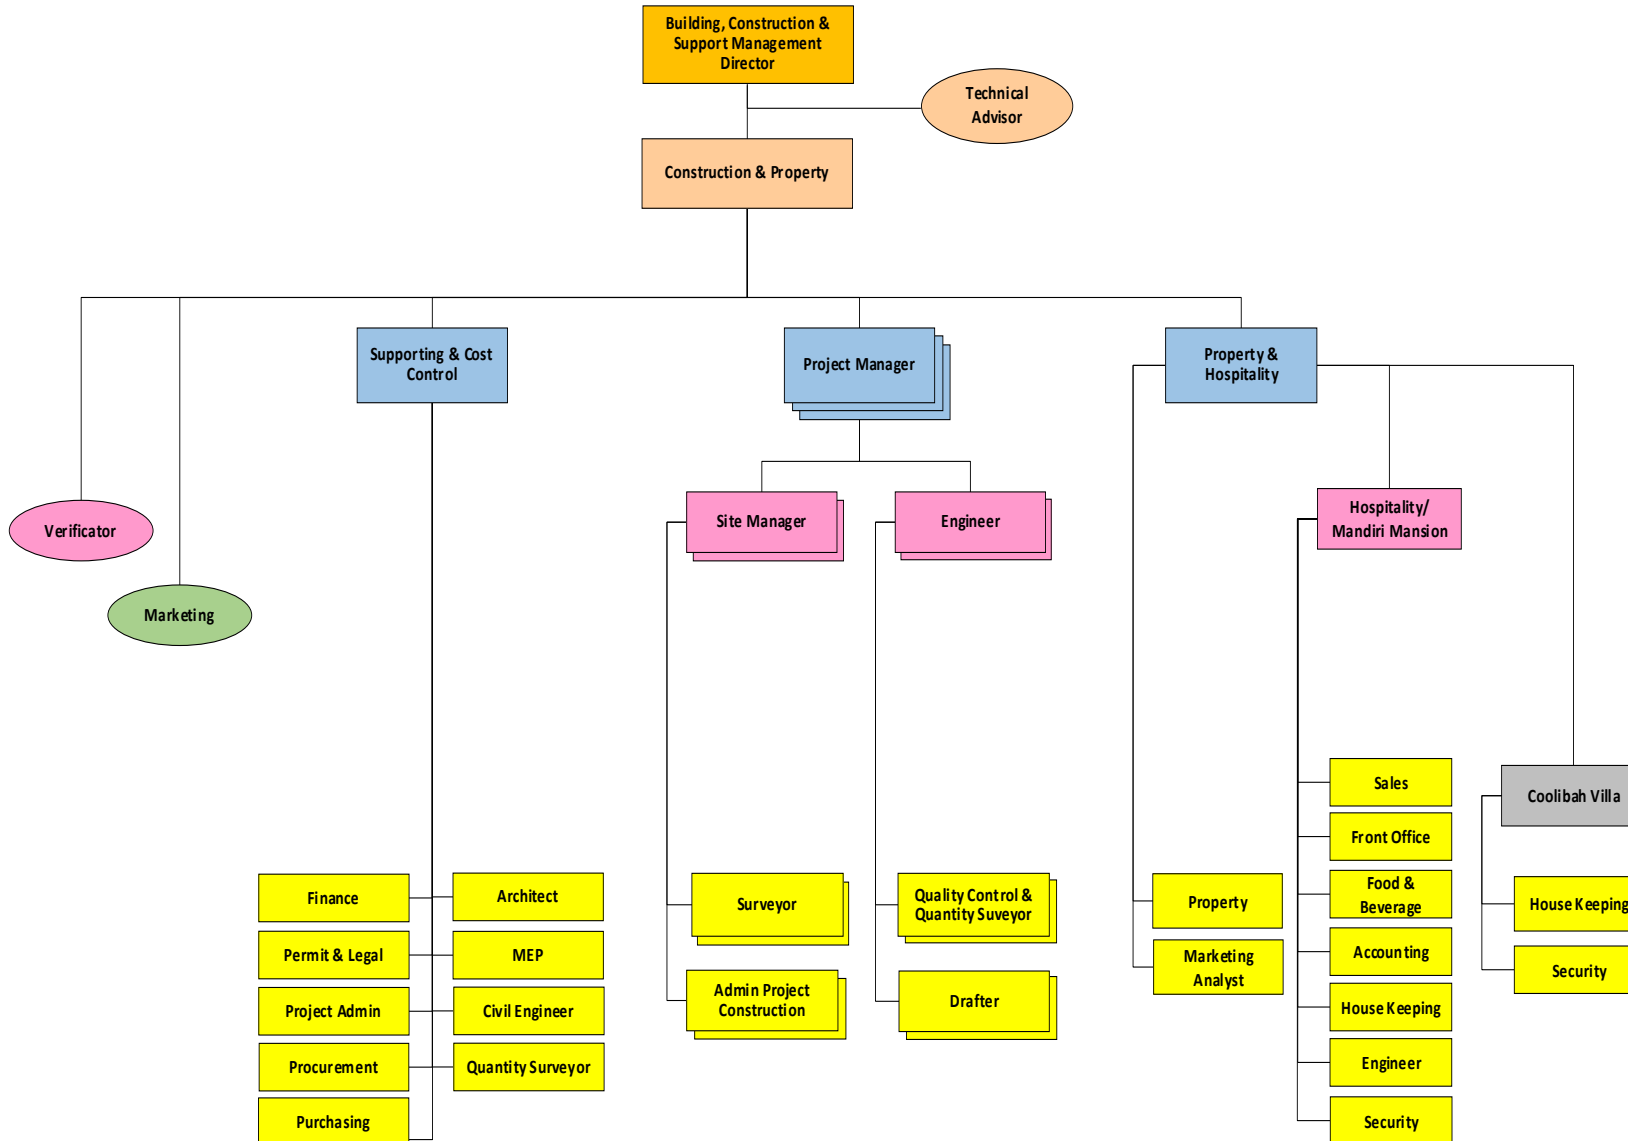 Building, Construction &
Support Management
Director
Technical
Advisor
Construction & Property
Supporting & Cost
Control
Project Manager
Property &
Hospitality
Verificator
Marketing
Site Manager
Engineer
Hospitality/
Mandiri Mansion
Sales
Front Office
Food &
Beverage
Accounting
House Keeping
Engineer
Security
Coolibah Villa
House Keeping
Security
Finance
Architect
Permit & Legal
MEP
Project Admin
Civil Engineer
Procurement
Quantity Surveyor
Purchasing
Surveyor
Admin Project
Construction
Quality Control &
Quantity Suveyor
Drafter
Property
Marketing
Analyst